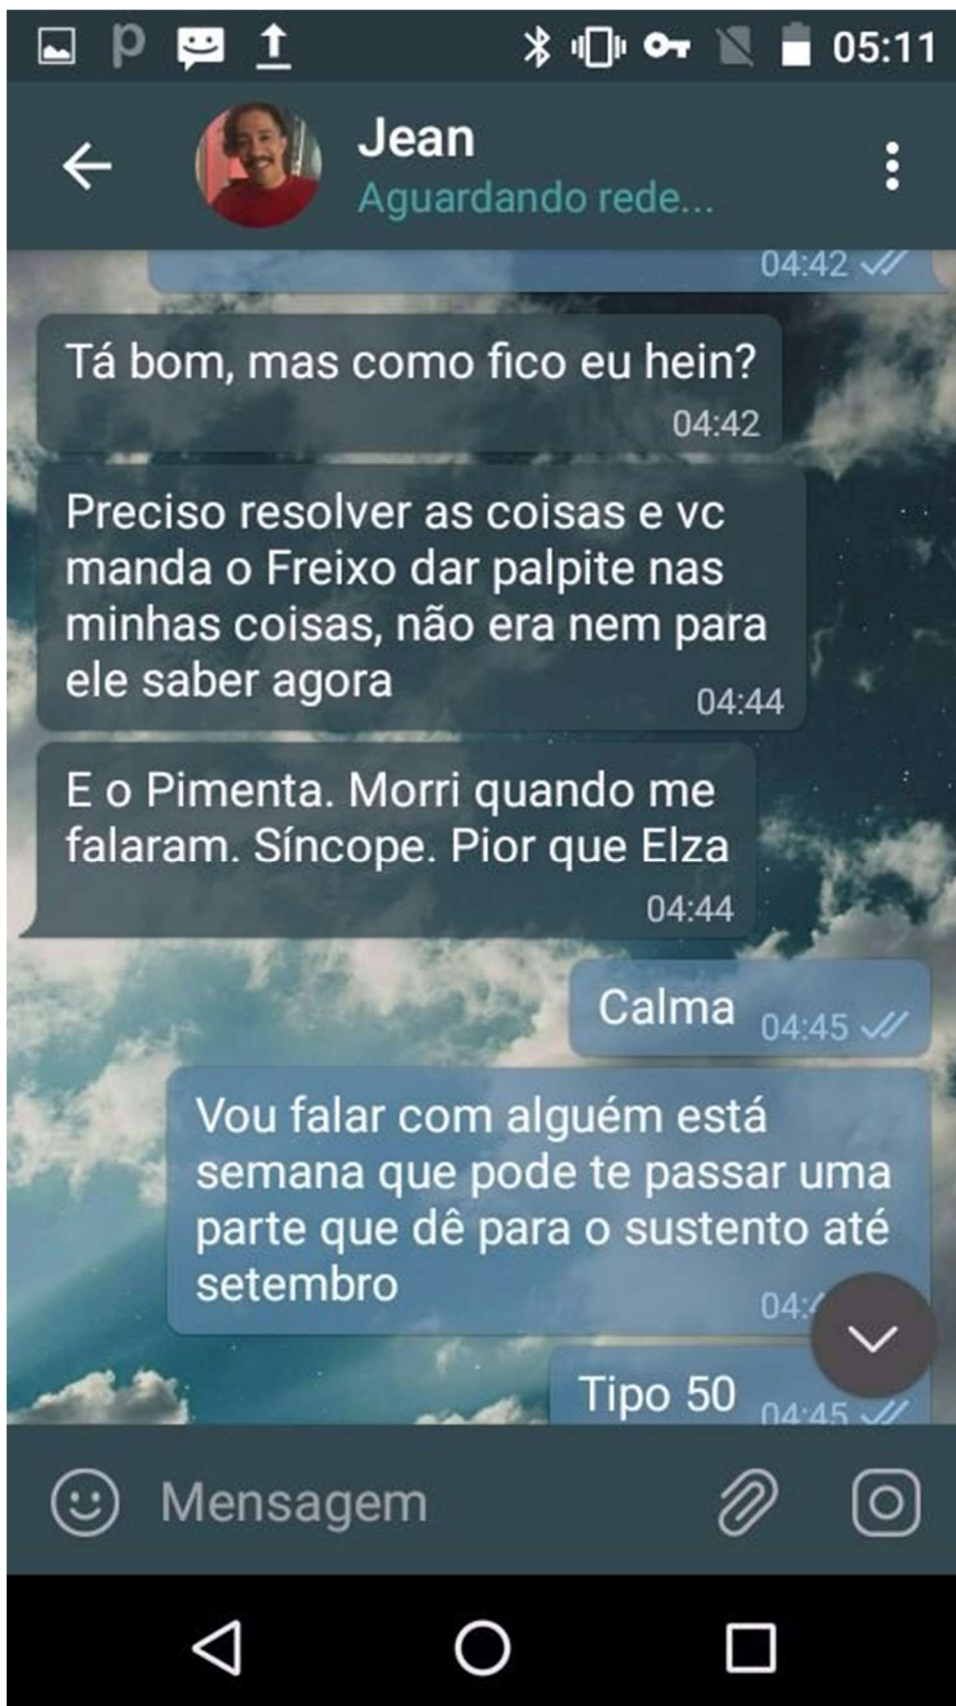 05:11
Jean
Aguardando rede...
04:42
Tá bom, mas como fico eu hein?
04:42
Preciso resolver as coisas e vc
manda o Freixo dar palpite nas
minhas coisas, não era nem para
ele saber agora
04:44
E o Pimenta. Morri quando me
falaram. Síncope. Pior que Elza
04:44
Calma 04:45
Vou falar com alguém está
semana que pode te passar uma
parte que dê para o sustento até
setembro
Tipo 50 04:45
Mensagem